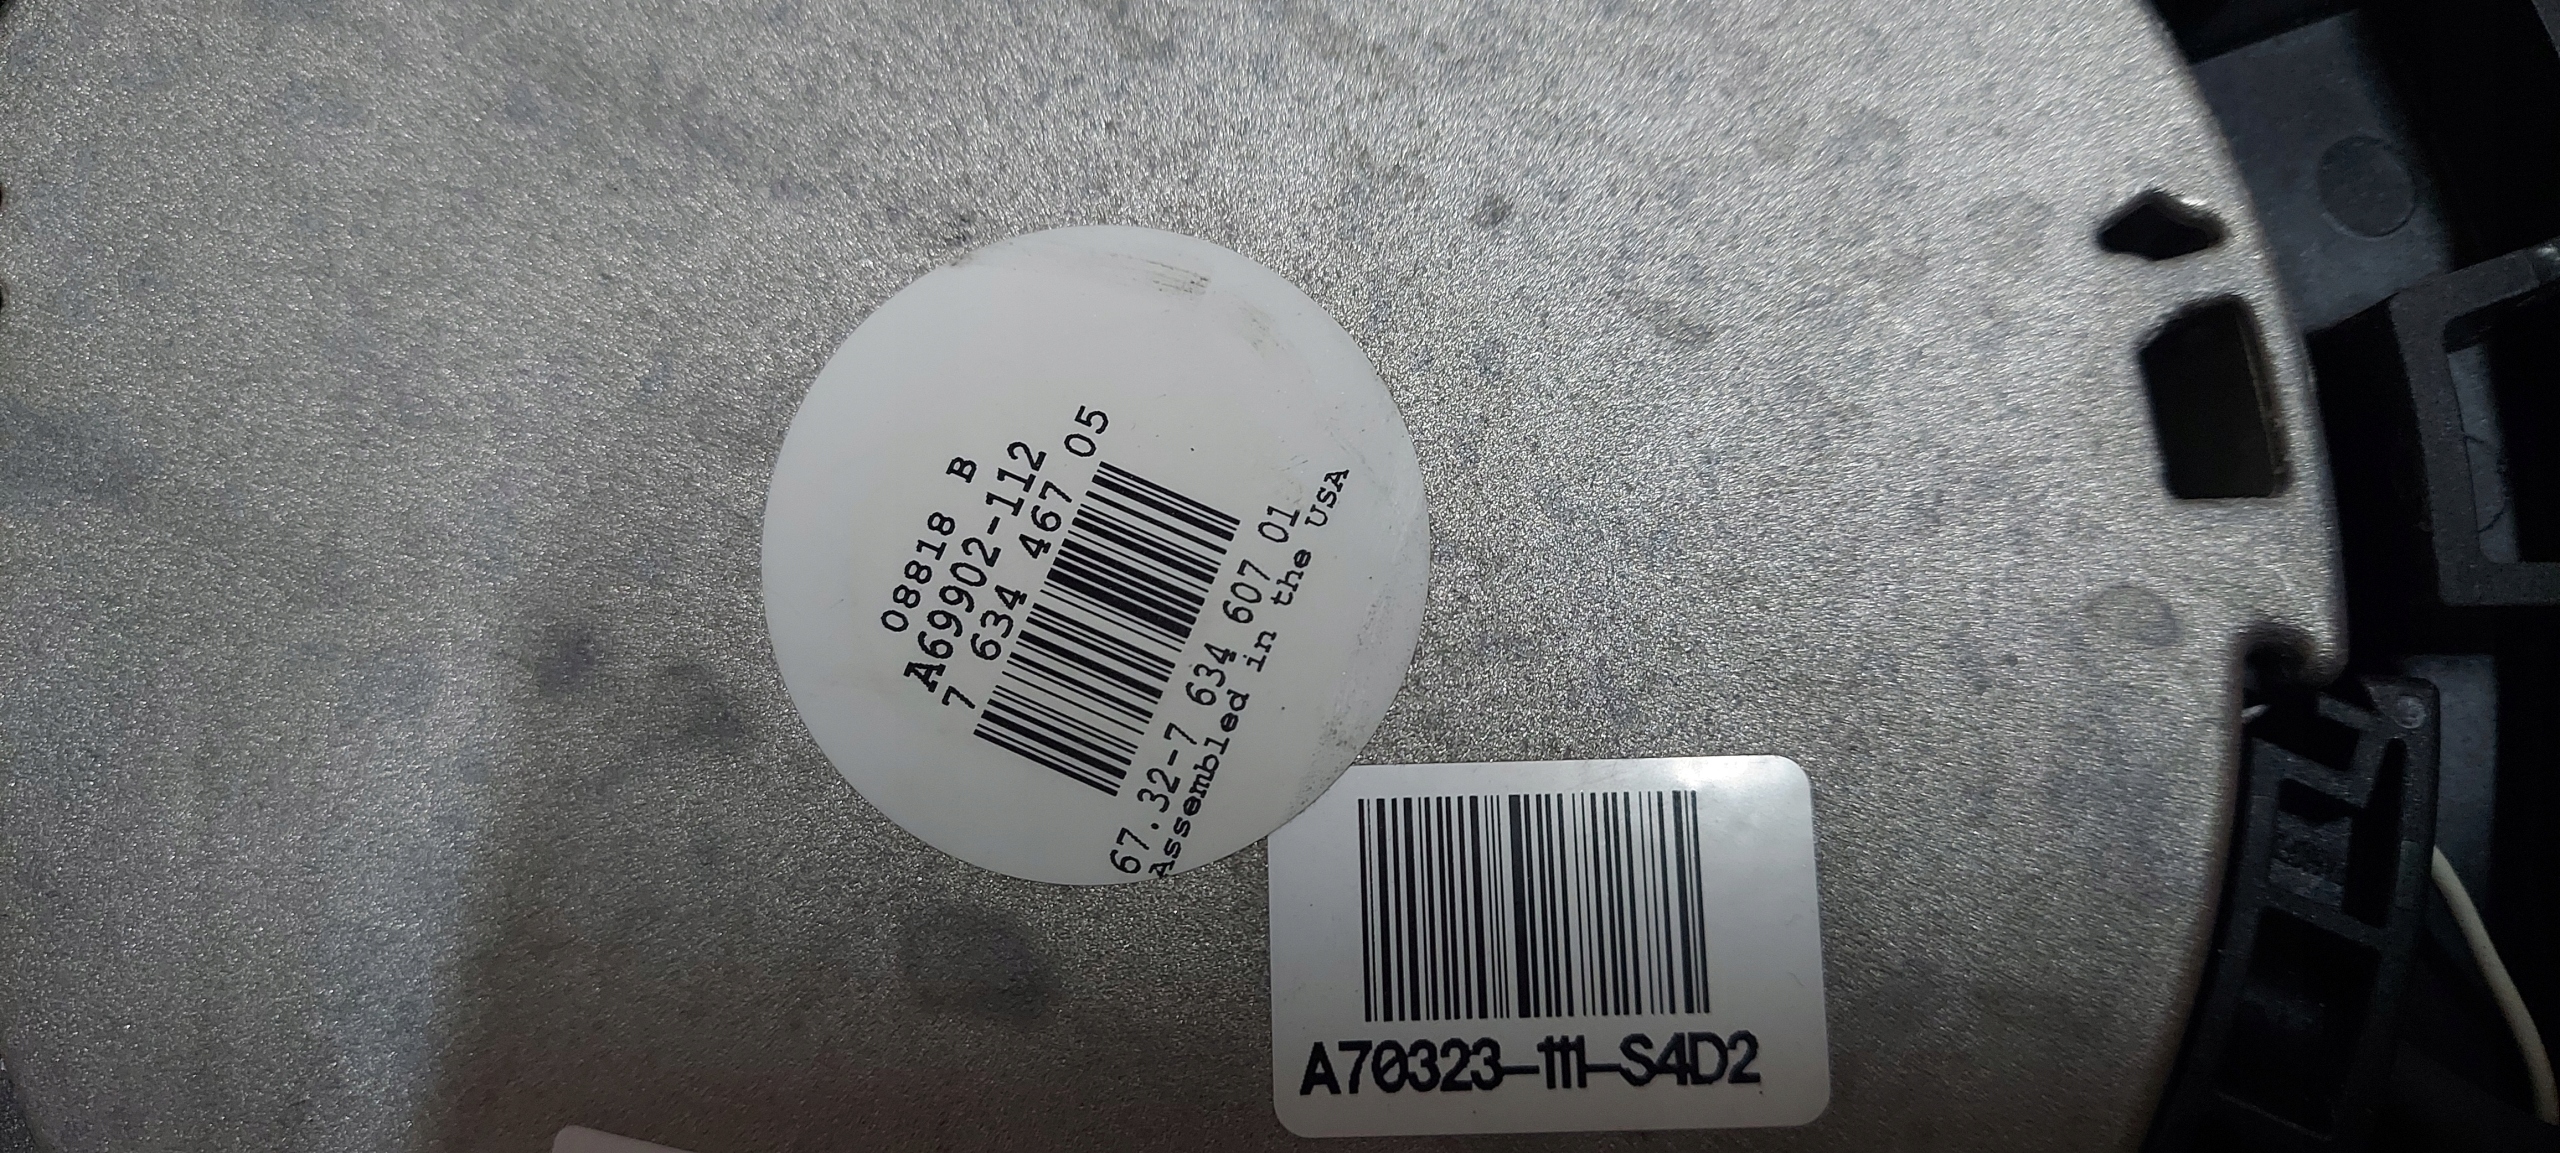 08818 B
A69902-112
7 634 467 05
67.32-7 634 607 01
Assembled in the USA
A70323-111-S4D2